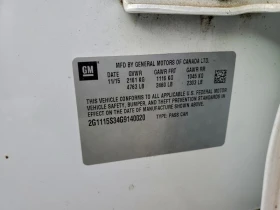 GM
MFD BY GENERAL MOTORS OF CANADA LTD.
DATE GVWR GAWR FRT GAWR RR
11/15 2161 KG 1116 KG 1045 KG
4763 LB 2460 LB 2303 LB
THIS VEHICLE CONFORMS TO ALL APPLICABLE U.S. FEDERAL MOTOR
VEHICLE SAFETY, BUMPER, AND THEFT PREVENTION STANDARDS
IN EFFECT ON THE DATE OF MANUFACTURE SHOWN ABOVE.
2G1115S34G9140020 TYPE: PASS CAR